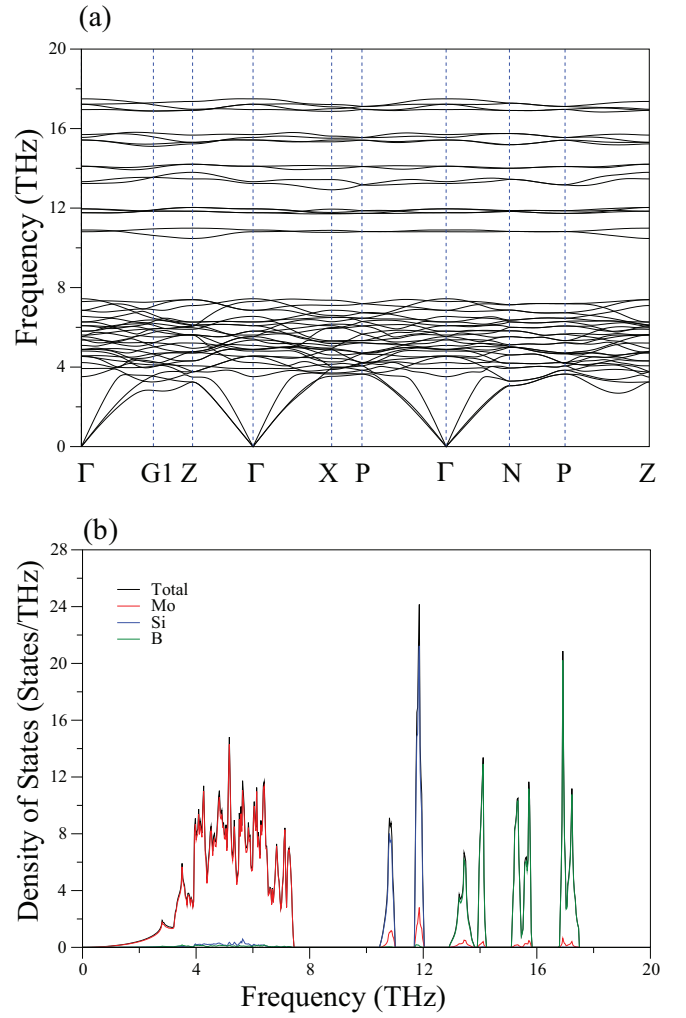 (a)
20
16
12
8
4
0
Frequency (THz)
Γ G1 Z Γ X P Γ N P Z
(b)
28
24
20
16
12
8
4
0
Density of States (States/THz)
Total
Mo
Si
B
0 4 8 12 16 20
Frequency (THz)